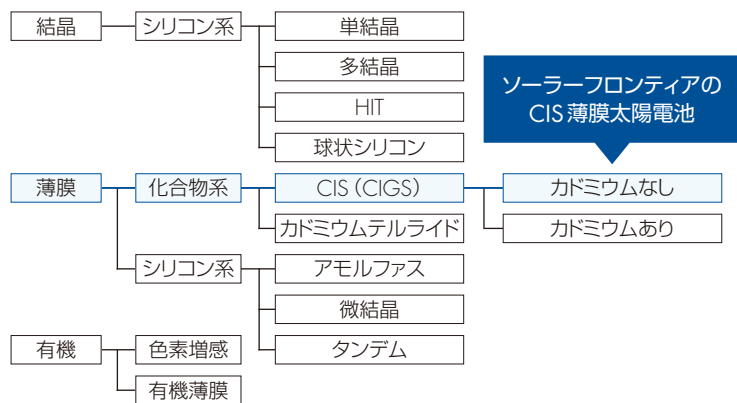 結晶
シリコン系
単結晶
多結晶
HIT
球状シリコン
ソーラーフロンティアの
CIS薄膜太陽電池
薄膜
化合物系
CIS（CIGS）
カドミウムなし
カドミウムテルライド
カドミウムあり
シリコン系
アモルファス
微結晶
タンデム
有機
色素増感
有機薄膜